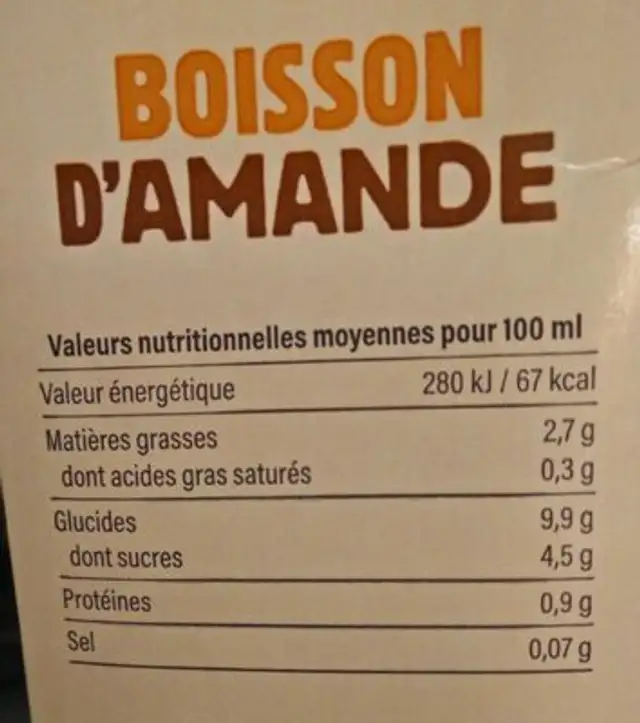 BOISSON
D'AMANDE
Valeurs nutritionnelles moyennes pour 100 ml
Valeur énergétique 280 kJ / 67 kcal
Matières grasses 2,7 g
dont acides gras saturés 0,3 g
Glucides 9,9 g
dont sucres 4,5 g
Protéines 0,9 g
Sel 0,07 g